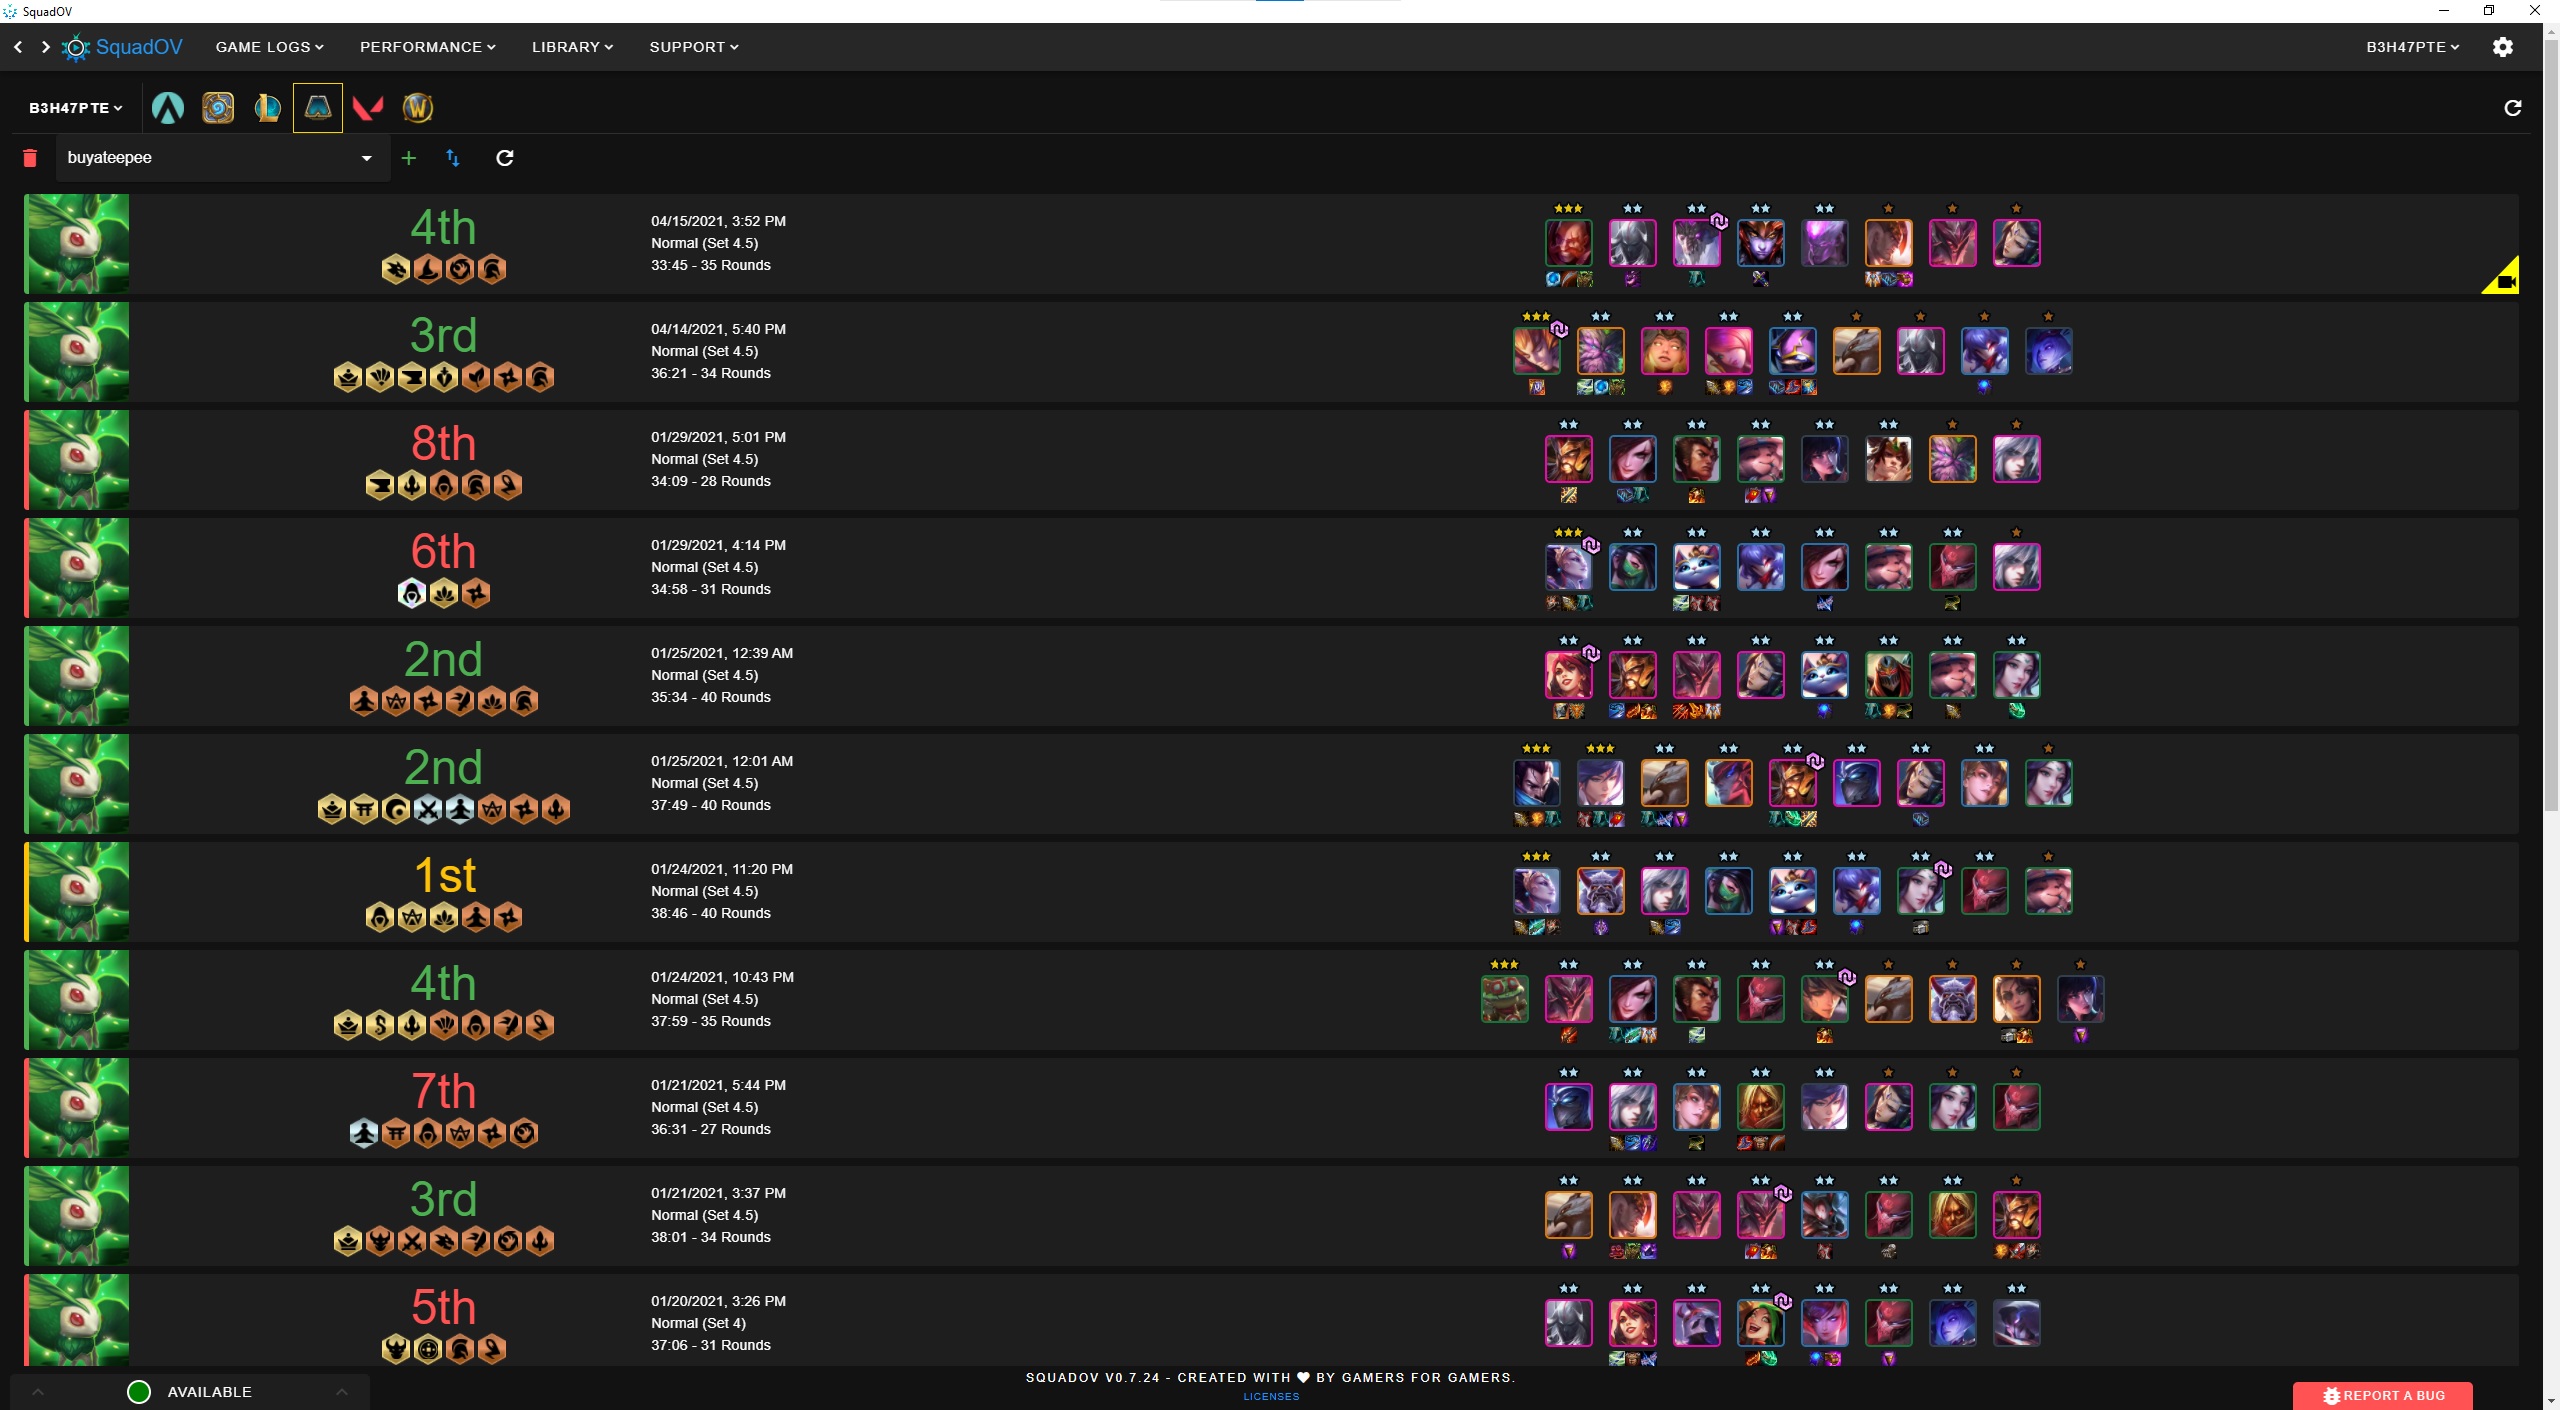 SquadOV
SquadOV GAME LOGS PERFORMANCE LIBRARY SUPPORT B3H47PTE
B3H47PTE
buyateepee
4th
04/15/2021, 3:52 PM
Normal (Set 4.5)
33:45 - 35 Rounds
3rd
04/14/2021, 5:40 PM
Normal (Set 4.5)
36:21 - 34 Rounds
8th
01/29/2021, 5:01 PM
Normal (Set 4.5)
34:09 - 28 Rounds
6th
01/29/2021, 4:14 PM
Normal (Set 4.5)
34:58 - 31 Rounds
2nd
01/25/2021, 12:39 AM
Normal (Set 4.5)
35:34 - 40 Rounds
2nd
01/25/2021, 12:01 AM
Normal (Set 4.5)
37:49 - 40 Rounds
1st
01/24/2021, 11:20 PM
Normal (Set 4.5)
38:46 - 40 Rounds
4th
01/24/2021, 10:43 PM
Normal (Set 4.5)
37:59 - 35 Rounds
7th
01/21/2021, 5:44 PM
Normal (Set 4.5)
36:31 - 27 Rounds
3rd
01/21/2021, 3:37 PM
Normal (Set 4.5)
38:01 - 34 Rounds
5th
01/20/2021, 3:26 PM
Normal (Set 4)
37:06 - 31 Rounds
AVAILABLE
SQUADOV V0.7.24 - CREATED WITH ♥ BY GAMERS FOR GAMERS.
LICENSES
REPORT A BUG